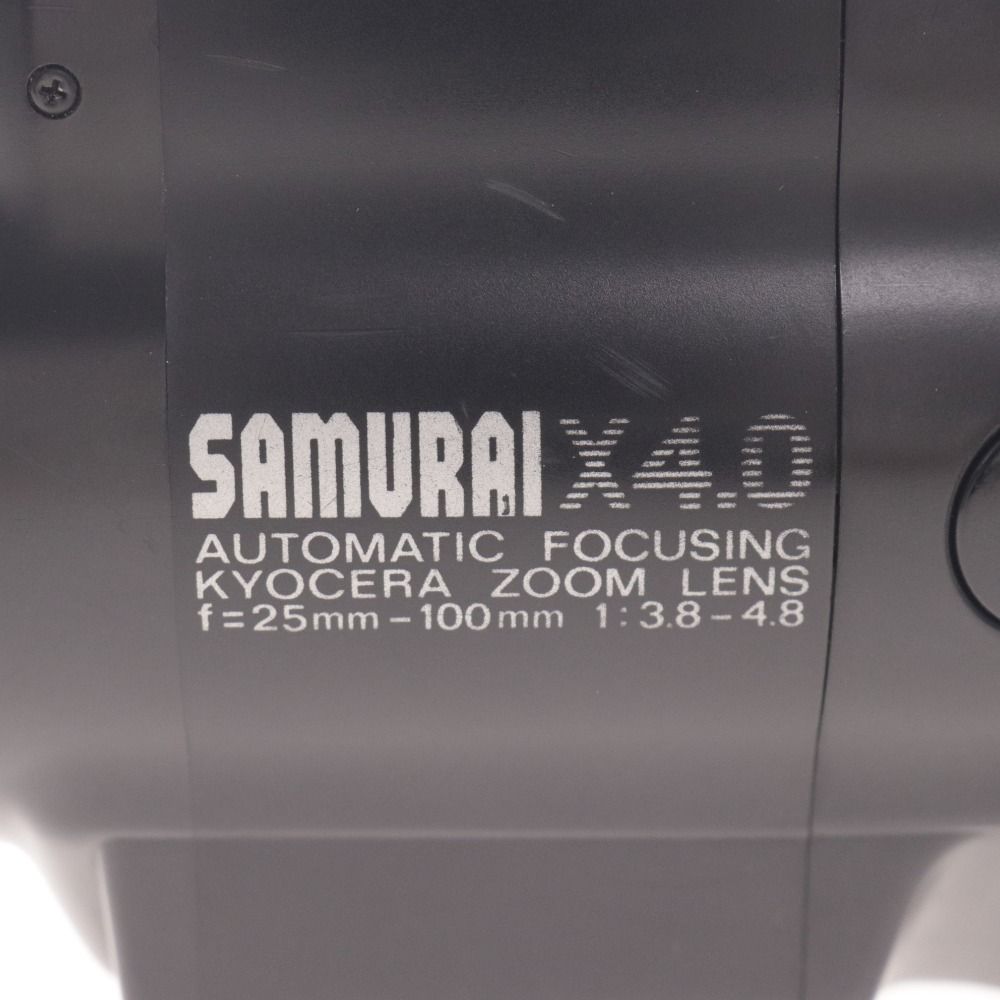 SAMURAI X4.0
AUTOMATIC FOCUSING
KYOCERA ZOOM LENS
f=25mm-100mm 1:3.8-4.8